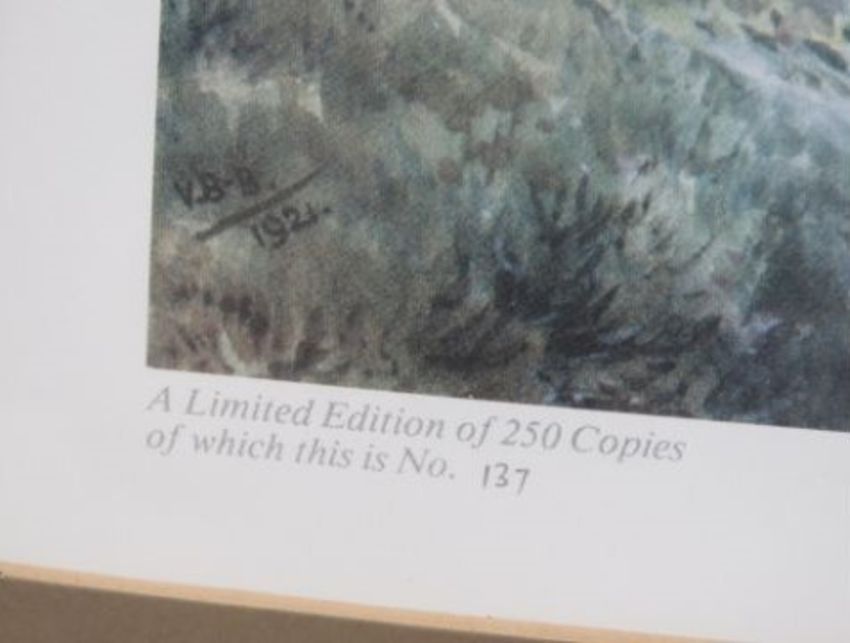 V.B-B.
1921.
A Limited Edition of 250 Copies
of which this is No. 137